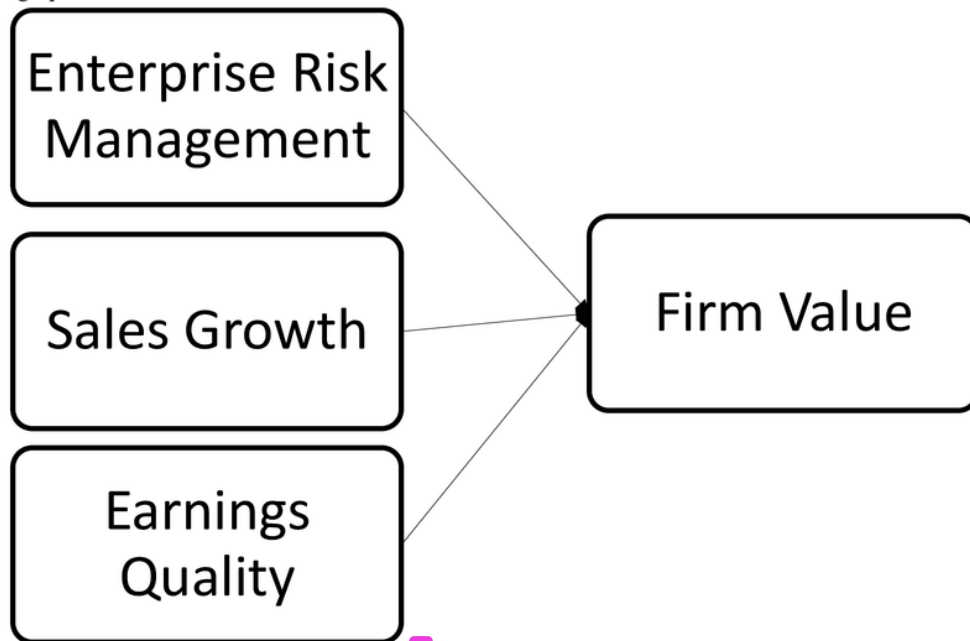 Enterprise Risk
Management
Sales Growth
Earnings
Quality
Firm Value